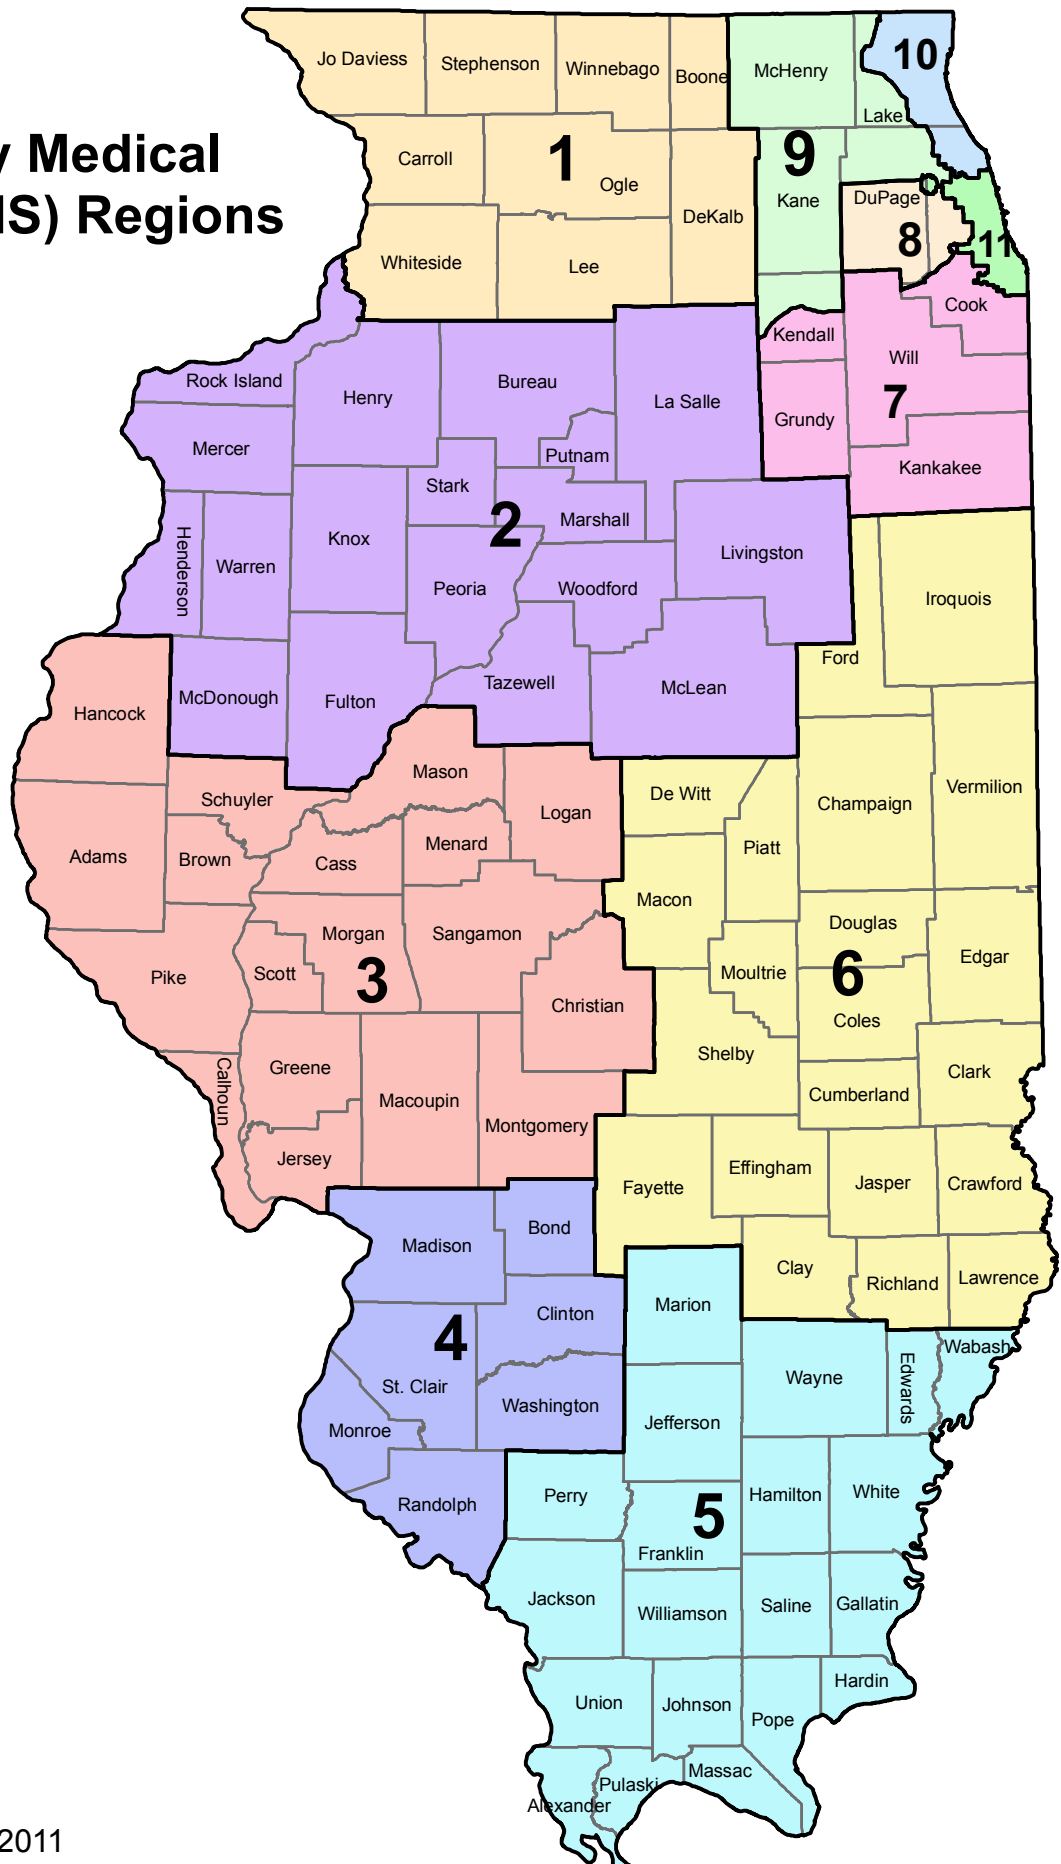 y Medical
IS) Regions
Jo Daviess
Stephenson
Winnebago
Boone
McHenry
Lake
10
Carroll
1
Ogle
DeKalb
9
Kane
DuPage
8
11
Whiteside
Lee
Cook
Kendall
Will
7
Grundy
Kankakee
Rock Island
Henry
Bureau
La Salle
Mercer
Putnam
Stark
2
Marshall
Henderson
Warren
Knox
Peoria
Woodford
Livingston
Iroquois
Ford
McDonough
Fulton
Tazewell
McLean
Hancock
Mason
Schuyler
Logan
De Witt
Champaign
Vermilion
Adams
Brown
Cass
Menard
Piatt
Macon
Morgan
Sangamon
Douglas
Edgar
Pike
Scott
3
Christian
Moultrie
6
Coles
Shelby
Calhoun
Greene
Macoupin
Montgomery
Cumberland
Clark
Jersey
Fayette
Effingham
Jasper
Crawford
Madison
Bond
Clay
Richland
Lawrence
Clinton
Marion
4
St. Clair
Washington
Monroe
Wayne
Edwards
Wabash
Jefferson
Randolph
Perry
5
Hamilton
White
Franklin
Jackson
Williamson
Saline
Gallatin
Union
Johnson
Pope
Hardin
Massac
Pulaski
Alexander
2011